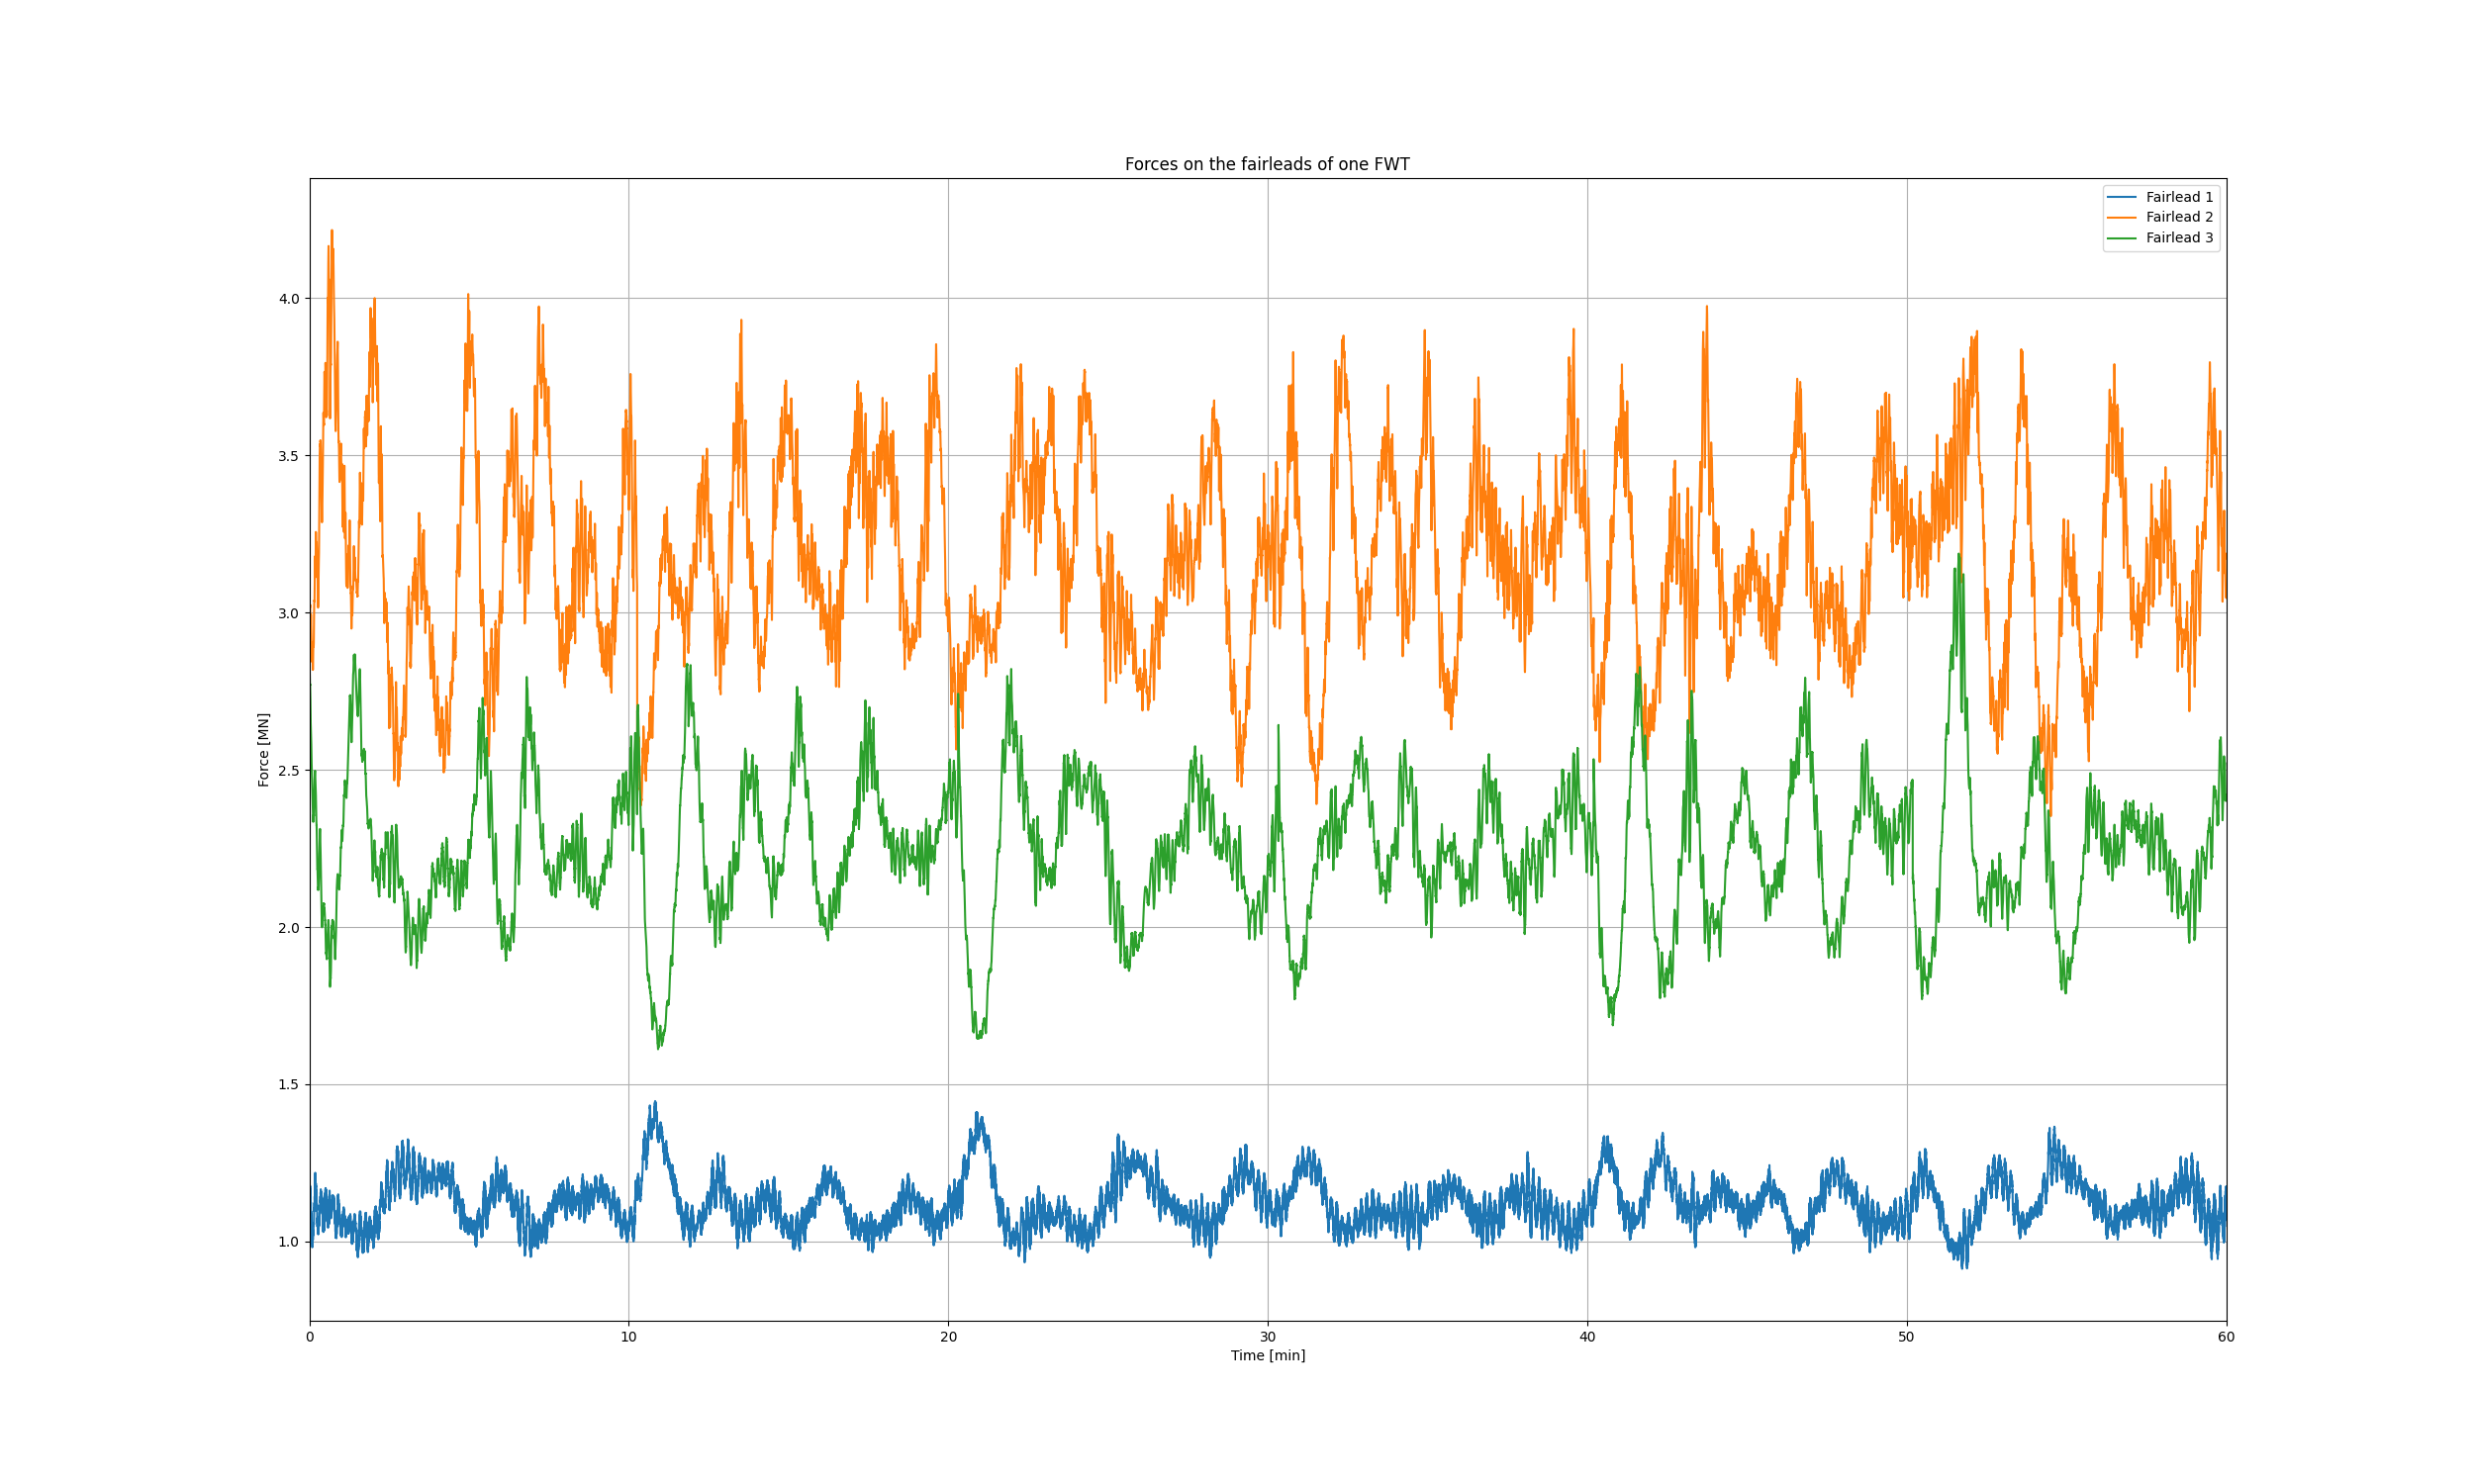 Forces on the fairleads of one FWT
Fairlead 1
Fairlead 2
Fairlead 3
Force [MN]
4.0
3.5
3.0
2.5
2.0
1.5
1.0
0 10 20 30 40 50 60
Time [min]